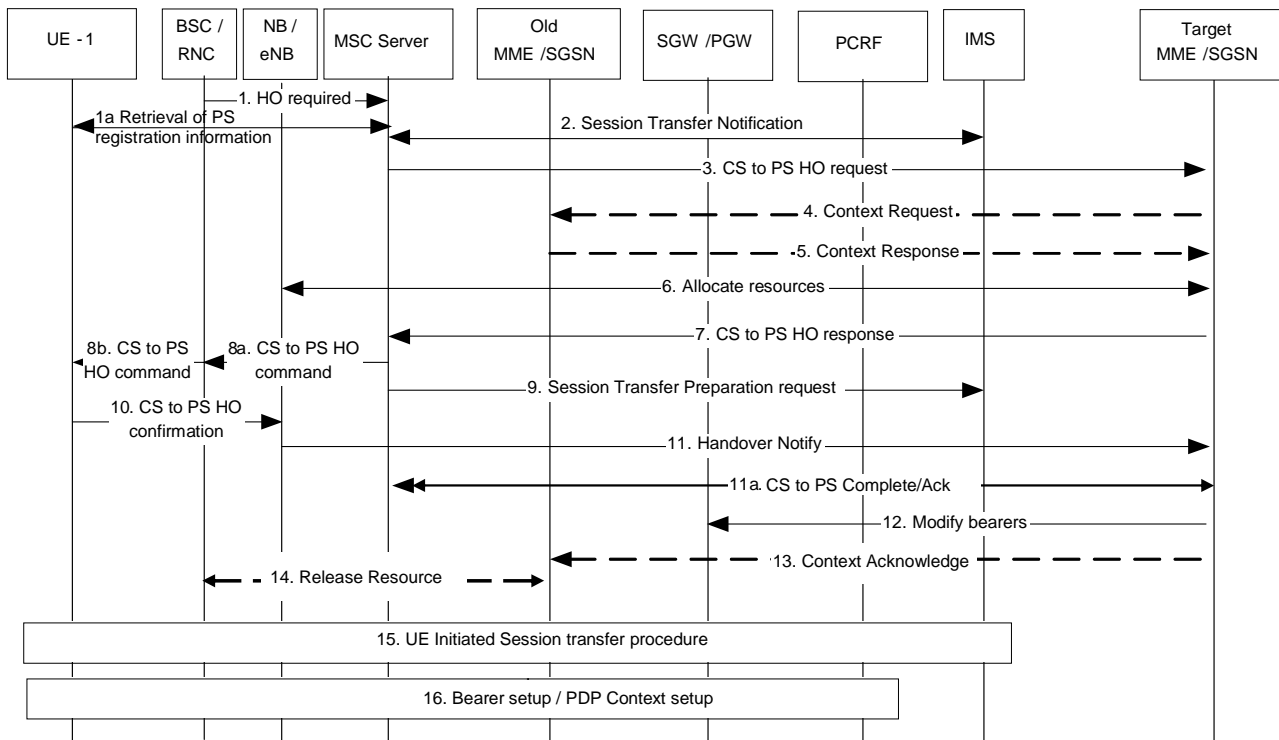 UE - 1
BSC /
RNC
NB /
eNB
MSC Server
Old
MME /SGSN
SGW /PGW
PCRF
IMS
Target
MME /SGSN
1. HO required
1a Retrieval of PS
registration information
2. Session Transfer Notification
3. CS to PS HO request
4. Context Request
5. Context Response
6. Allocate resources
7. CS to PS HO response
8b. CS to PS
HO command
8a. CS to PS HO
command
9. Session Transfer Preparation request
10. CS to PS HO
confirmation
11. Handover Notify
11a. CS to PS Complete/Ack
12. Modify bearers
13. Context Acknowledge
14. Release Resource
15. UE Initiated Session transfer procedure
16. Bearer setup / PDP Context setup